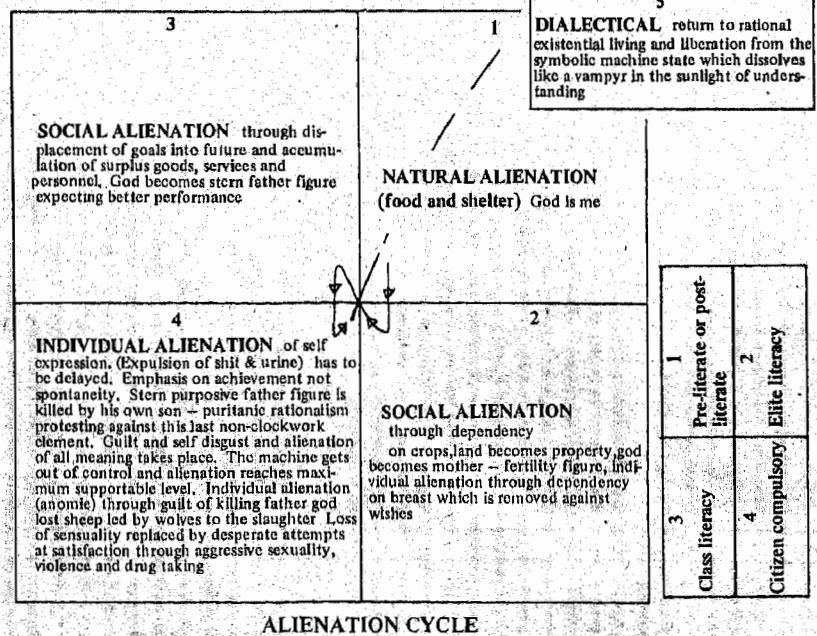 3
SOCIAL ALIENATION through dis-
placement of goals into future and accumu-
lation of surplus goods, services and
personnel. God becomes stern father figure
expecting better performance
1
NATURAL ALIENATION
(food and shelter) God is me
5
DIALECTICAL return to rational
existential living and liberation from the
symbolic machine state which dissolves
like a vampyr in the sunlight of unders-
tanding
4
INDIVIDUAL ALIENATION of self
expression. (Expulsion of shit & urine) has to
be delayed. Emphasis on achievement not
spontaneity. Stern purposive father figure is
killed by his own son – puritanic rationalism
protesting against this last non-clockwork
element. Guilt and self disgust and alienation
of all meaning takes place. The machine gets
out of control and alienation reaches maxi-
mum supportable level. Individual alienation
(anomie) through guilt of killing father god
lost sheep led by wolves to the slaughter Loss
of sensuality replaced by desperate attempts
at satisfaction through aggressive sexuality,
violence and drug taking
2
SOCIAL ALIENATION
through dependency
on crops,land becomes property,god
becomes mother – fertility figure, indi-
vidual alienation through dependency
on breast which is removed against
wishes
1
Pre-literate or post-
literate
2
Elite literacy
3
Class literacy
4
Citizen compulsory
ALIENATION CYCLE